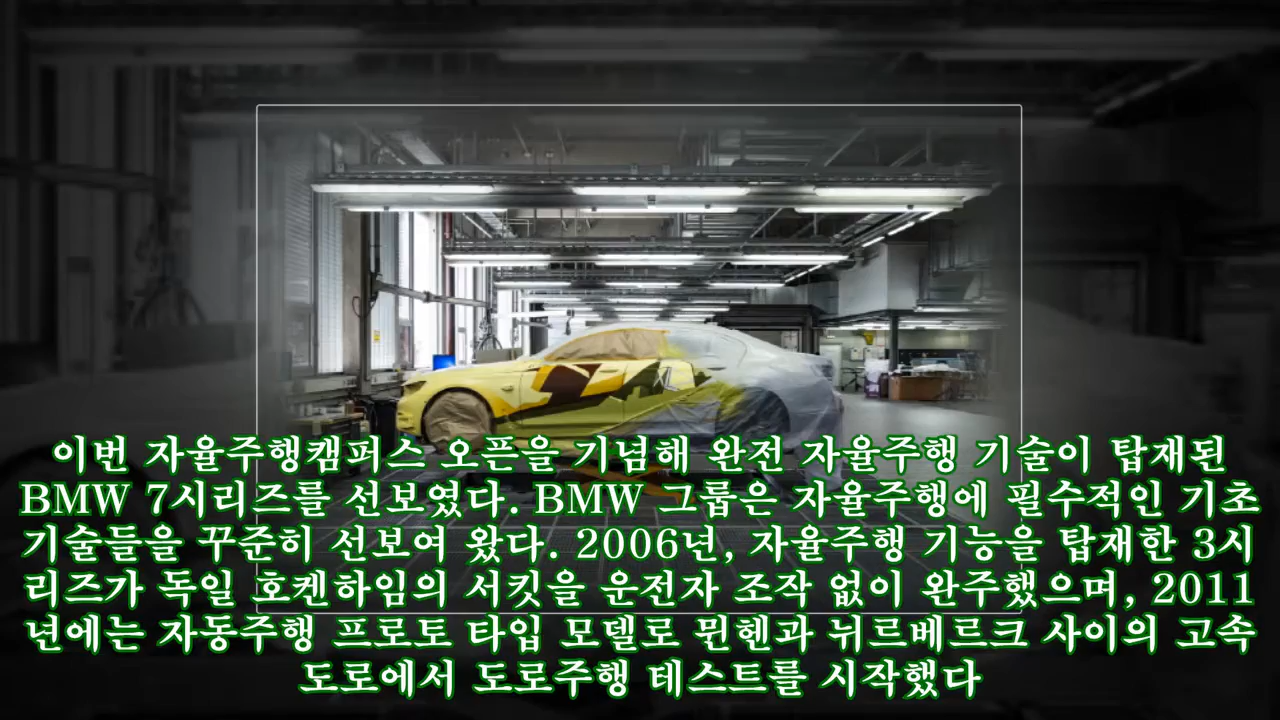 이번 자율주행캠퍼스 오픈을 기념해 완전 자율주행 기술이 탑재된
BMW 7시리즈를 선보였다. BMW 그룹은 자율주행에 필수적인 기초
기술들을 꾸준히 선보여 왔다. 2006년, 자율주행 기능을 탑재한 3시
리즈가 독일 호켄하임의 서킷을 운전자 조작 없이 완주했으며, 2011
년에는 자동주행 프로토 타입 모델로 뮌헨과 뉘르베르크 사이의 고속
도로에서 도로주행 테스트를 시작했다